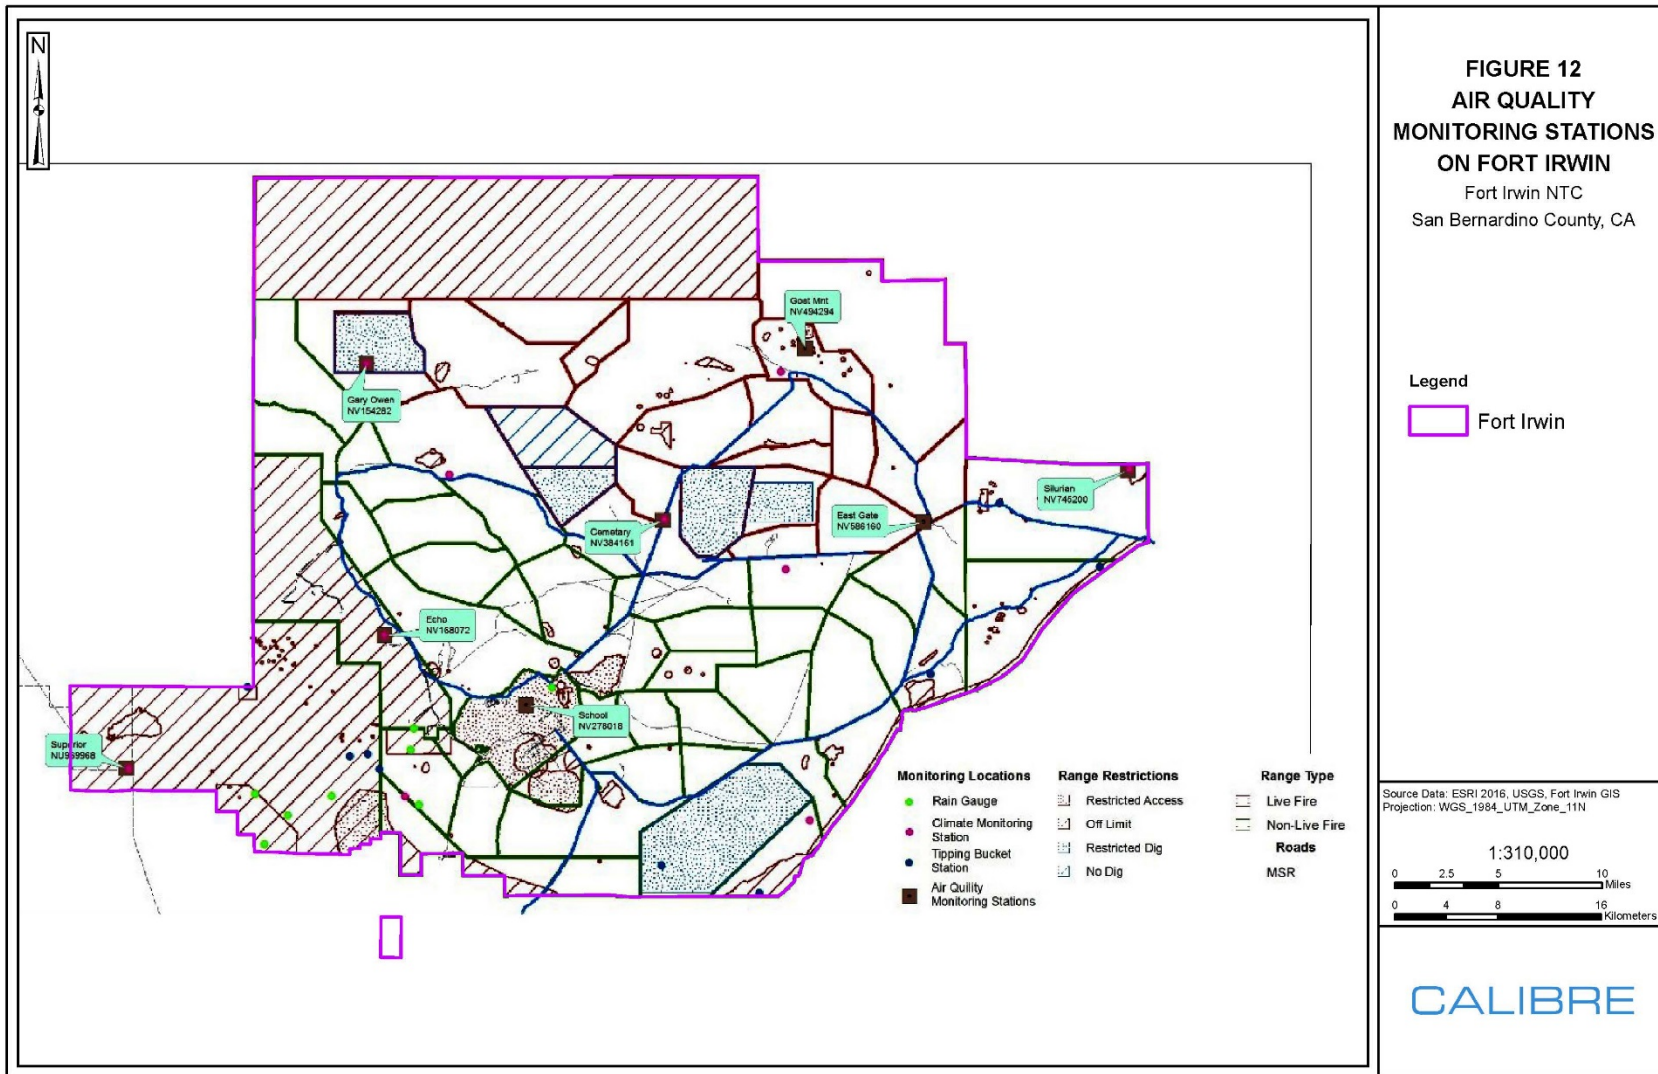 N
FIGURE 12
AIR QUALITY
MONITORING STATIONS
ON FORT IRWIN
Fort Irwin NTC
San Bernardino County, CA
Legend
Fort Irwin
Goat Mnt
NV494294
Gary Owen
NV154282
Silurian
NV745200
East Gate
NV586160
Cemetary
NV384161
Echo
NV168072
School
NV278018
Superior
NU969968
Monitoring Locations
Rain Gauge
Climate Monitoring
Station
Tipping Bucket
Station
Air Quility
Monitoring Stations
Range Restrictions
Restricted Access
Off Limit
Restricted Dig
No Dig
Range Type
Live Fire
Non-Live Fire
Roads
MSR
Source Data: ESRI 2016, USGS, Fort Irwin GIS
Projection: WGS_1984_UTM_Zone_11N
1:310,000
0 2.5 5 10
Miles
0 4 8 16
Kilometers
CALIBRE